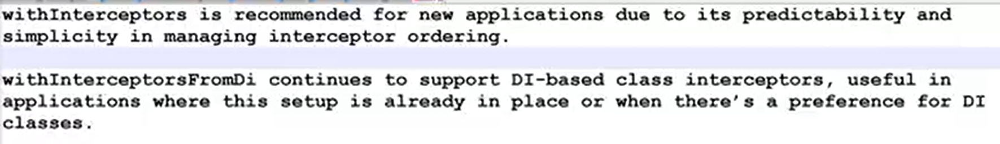 withInterceptors is recommended for new applications due to its predictability and
simplicity in managing interceptor ordering.
withInterceptorsFromDi continues to support DI-based class interceptors, useful in
applications where this setup is already in place or when there's a preference for DI
classes.